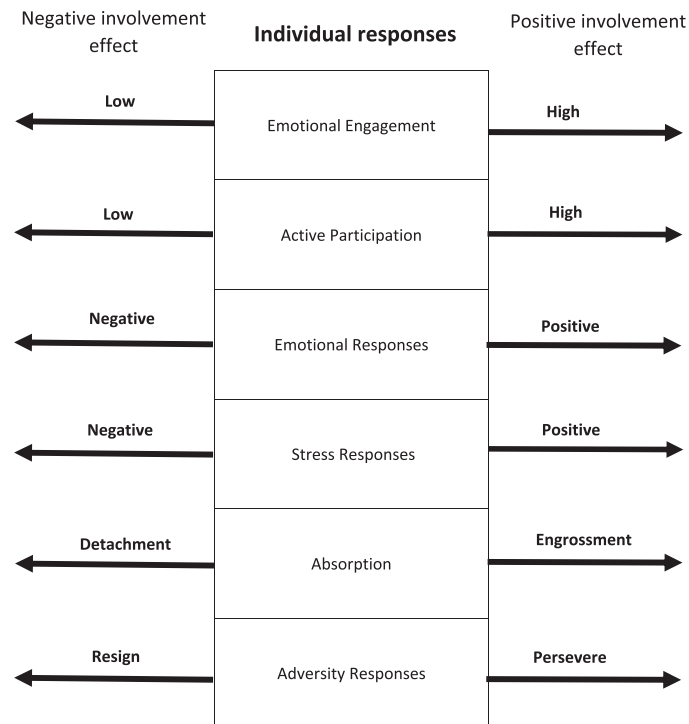 Negative involvement
effect
Individual responses
Positive involvement
effect
Low
Emotional Engagement
High
Low
Active Participation
High
Negative
Emotional Responses
Positive
Negative
Stress Responses
Positive
Detachment
Absorption
Engrossment
Resign
Adversity Responses
Persevere